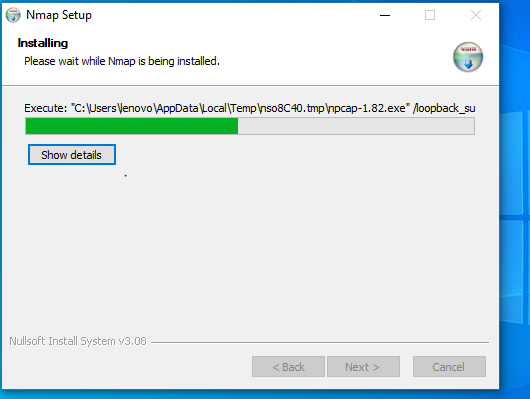 Nmap Setup
Installing
Please wait while Nmap is being installed.
Execute: "C:\Users\lenovo\AppData\Local\Temp\nso8C40.tmp\npcap-1.82.exe" /loopback_su
Show details
Nullsoft Install System v3.08
< Back
Next >
Cancel